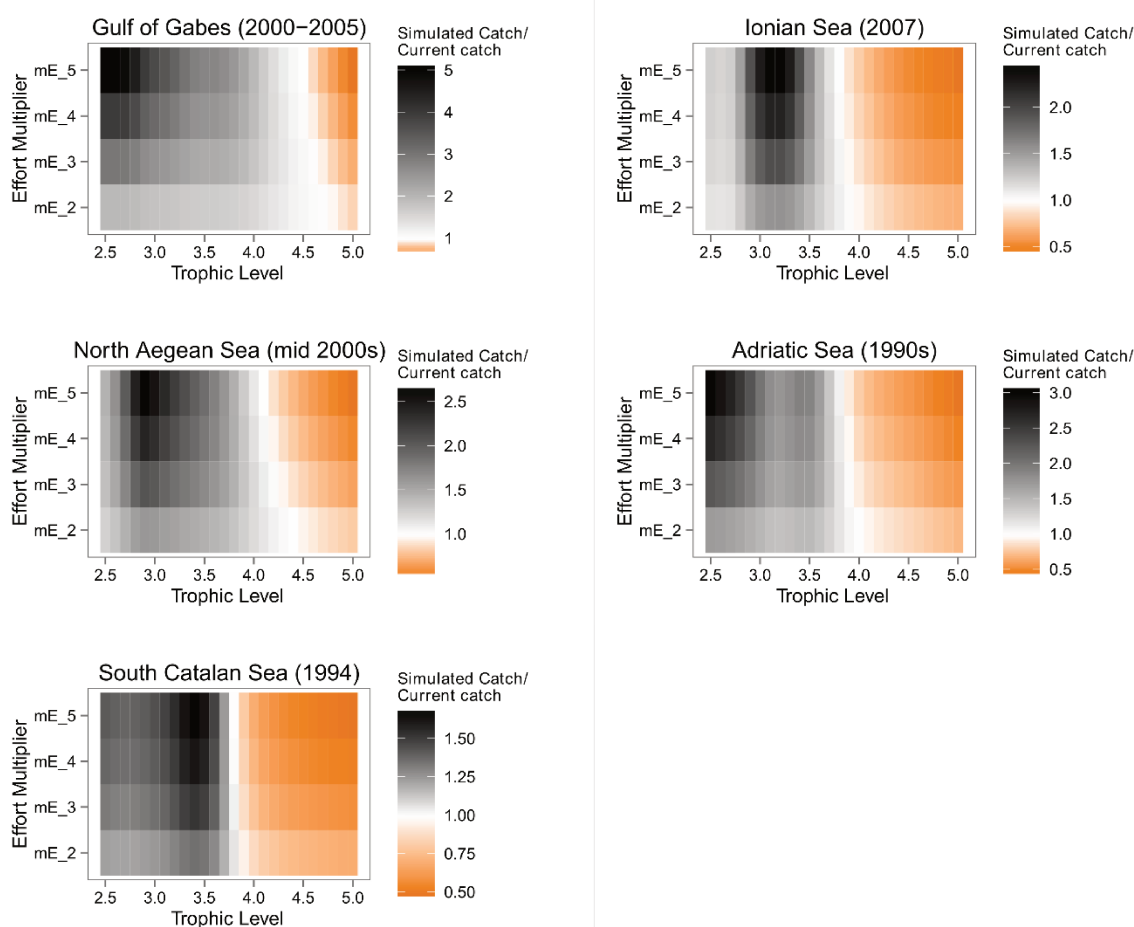 Gulf of Gabes (2000−2005)
Simulated Catch/
Current catch
Effort Multiplier
mE_5
mE_4
mE_3
mE_2
5
4
3
2
1
2.5 3.0 3.5 4.0 4.5 5.0
Trophic Level
Ionian Sea (2007)
Simulated Catch/
Current catch
Effort Multiplier
mE_5
mE_4
mE_3
mE_2
2.0
1.5
1.0
0.5
2.5 3.0 3.5 4.0 4.5 5.0
Trophic Level
North Aegean Sea (mid 2000s)
Simulated Catch/
Current catch
Effort Multiplier
mE_5
mE_4
mE_3
mE_2
2.5
2.0
1.5
1.0
2.5 3.0 3.5 4.0 4.5 5.0
Trophic Level
Adriatic Sea (1990s)
Simulated Catch/
Current catch
Effort Multiplier
mE_5
mE_4
mE_3
mE_2
3.0
2.5
2.0
1.5
1.0
0.5
2.5 3.0 3.5 4.0 4.5 5.0
Trophic Level
South Catalan Sea (1994)
Simulated Catch/
Current catch
Effort Multiplier
mE_5
mE_4
mE_3
mE_2
1.50
1.25
1.00
0.75
0.50
2.5 3.0 3.5 4.0 4.5 5.0
Trophic Level